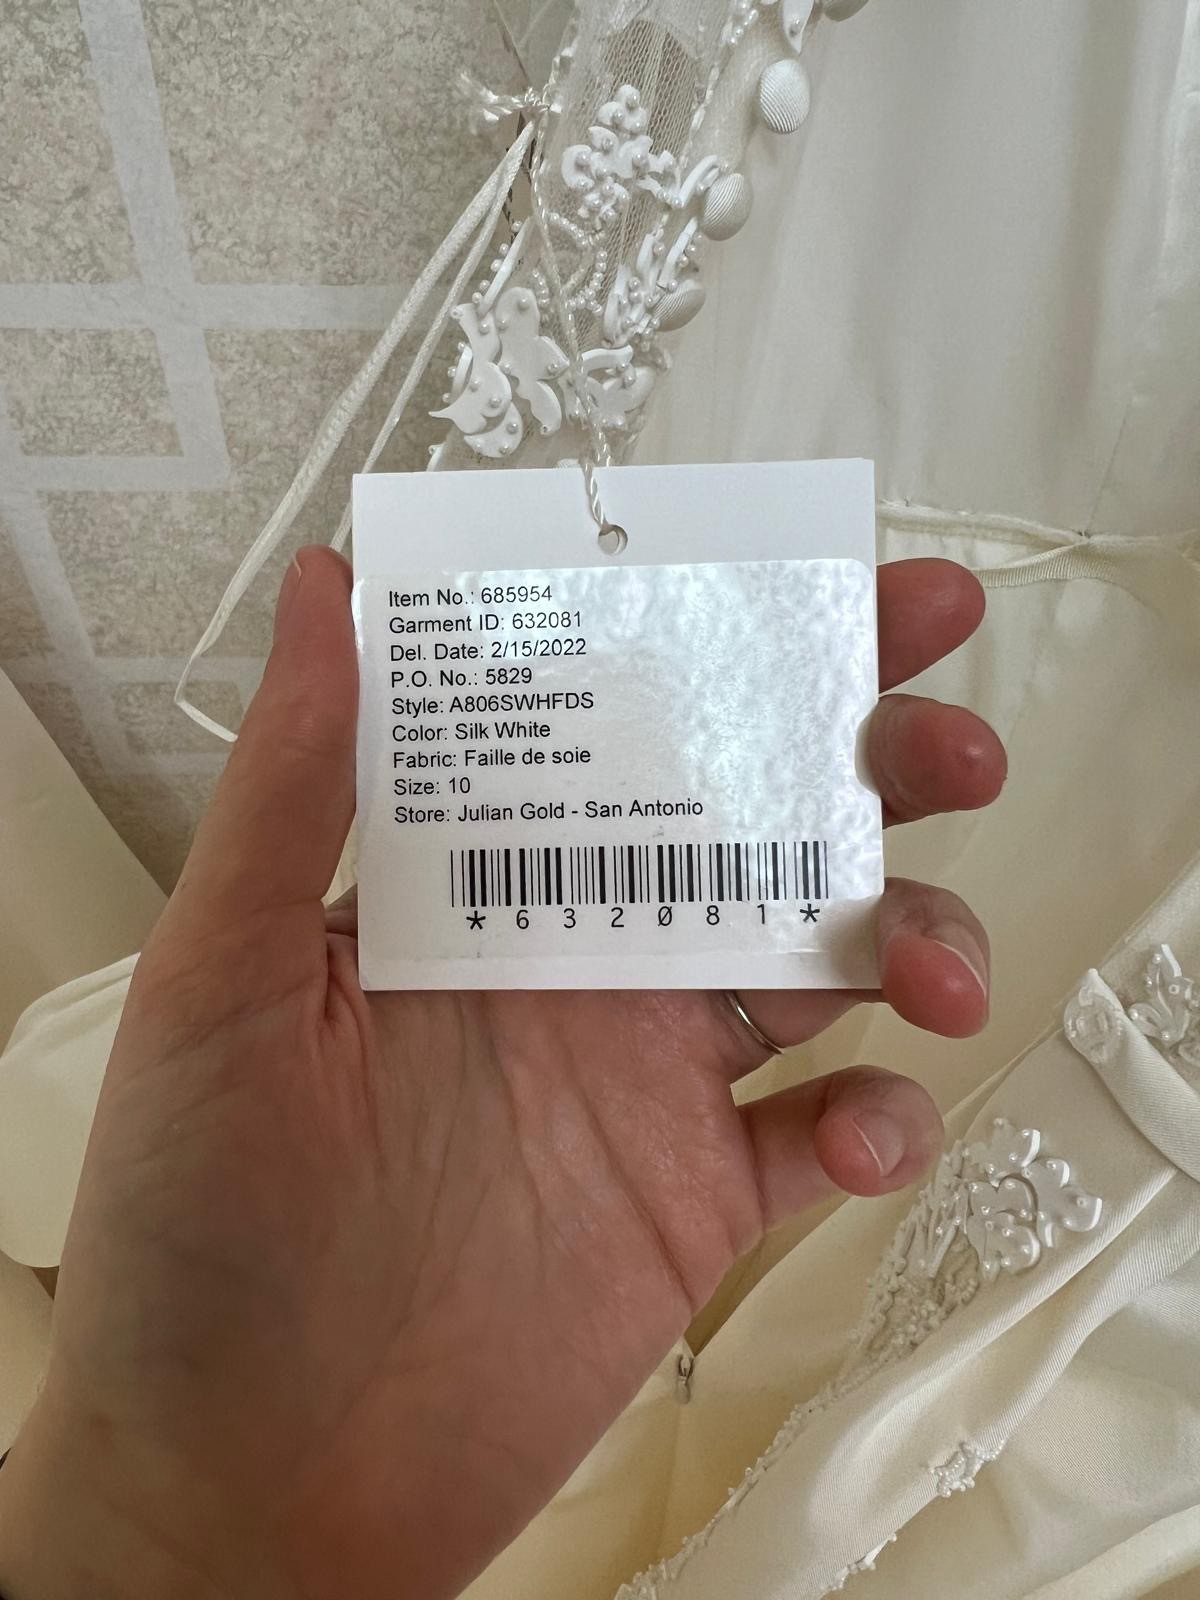 Item No.: 685954
Garment ID: 632081
Del. Date: 2/15/2022
P.O. No.: 5829
Style: A806SWHFDS
Color: Silk White
Fabric: Faille de soie
Size: 10
Store: Julian Gold - San Antonio
*632081*